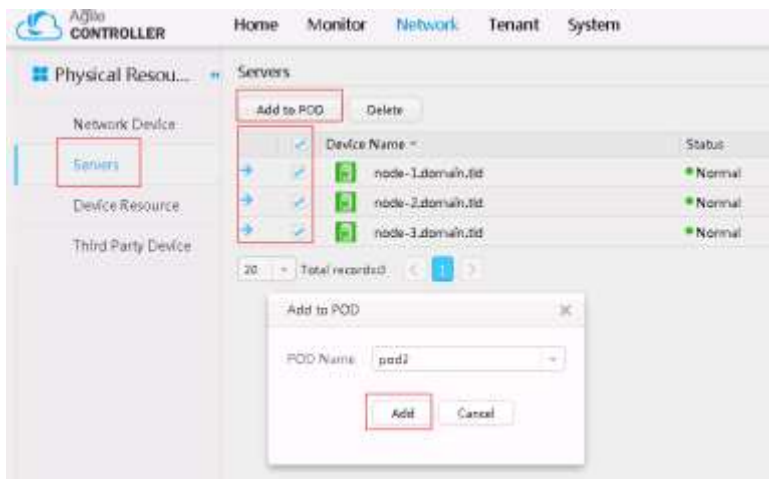 Agile
CONTROLLER
Home Monitor Network Tenant System
Physical Resou...
Network Device
Servers
Device Resource
Third Party Device
Servers
Add to POD Delete
Device Name Status
node-1.domain.tld Normal
node-2.domain.tld Normal
node-3.domain.tld Normal
20 Total records:3 < 1 >
Add to POD
POD Name
Add Cancel